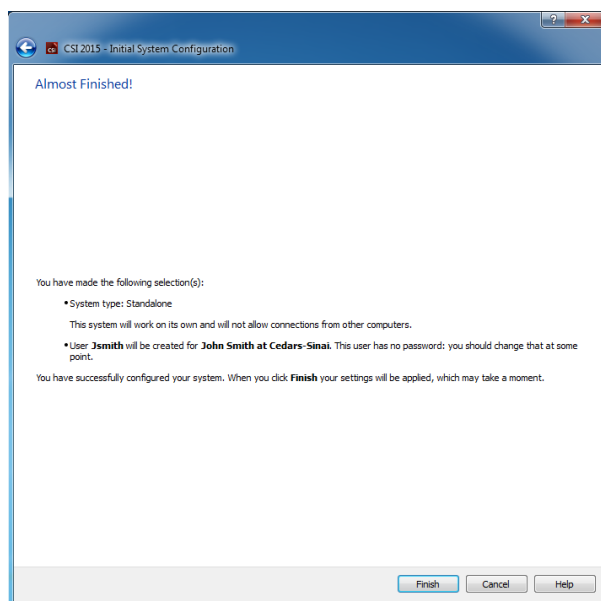 ? X
CSI CSI 2015 - Initial System Configuration
Almost Finished!
You have made the following selection(s):
• System type: Standalone
This system will work on its own and will not allow connections from other computers.
• User Jsmith will be created for John Smith at Cedars-Sinai. This user has no password: you should change that at some
point.
You have successfully configured your system. When you click Finish your settings will be applied, which may take a moment.
Finish Cancel Help